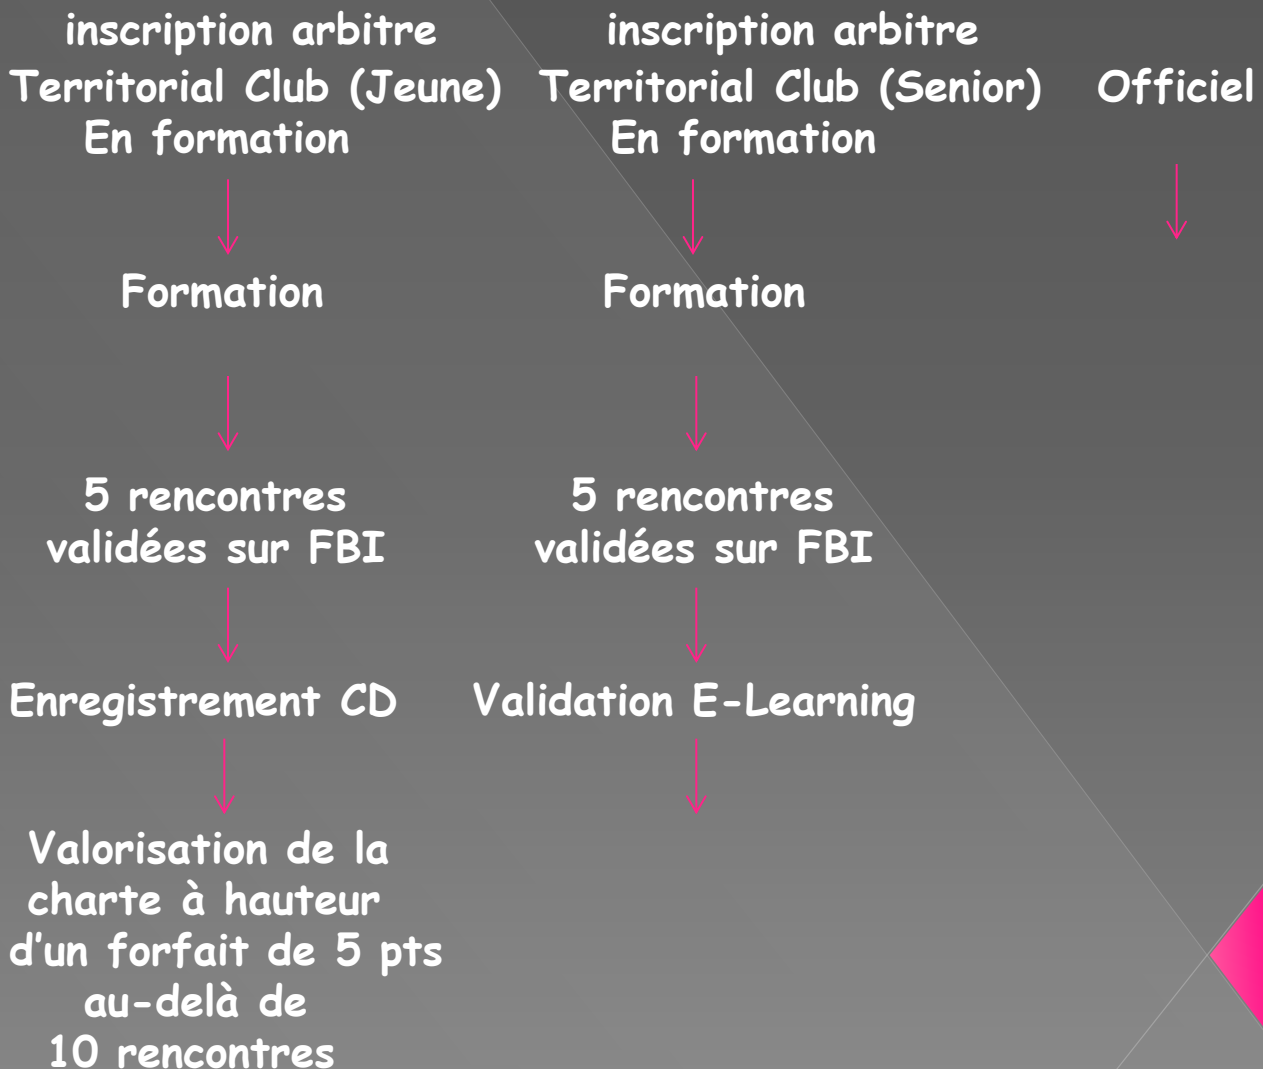 inscription arbitre
Territorial Club (Jeune)
En formation
Formation
5 rencontres
validées sur FBI
Enregistrement CD
Valorisation de la
charte à hauteur
d'un forfait de 5 pts
au-delà de
10 rencontres
inscription arbitre
Territorial Club (Senior)
En formation
Formation
5 rencontres
validées sur FBI
Validation E-Learning
Officiel